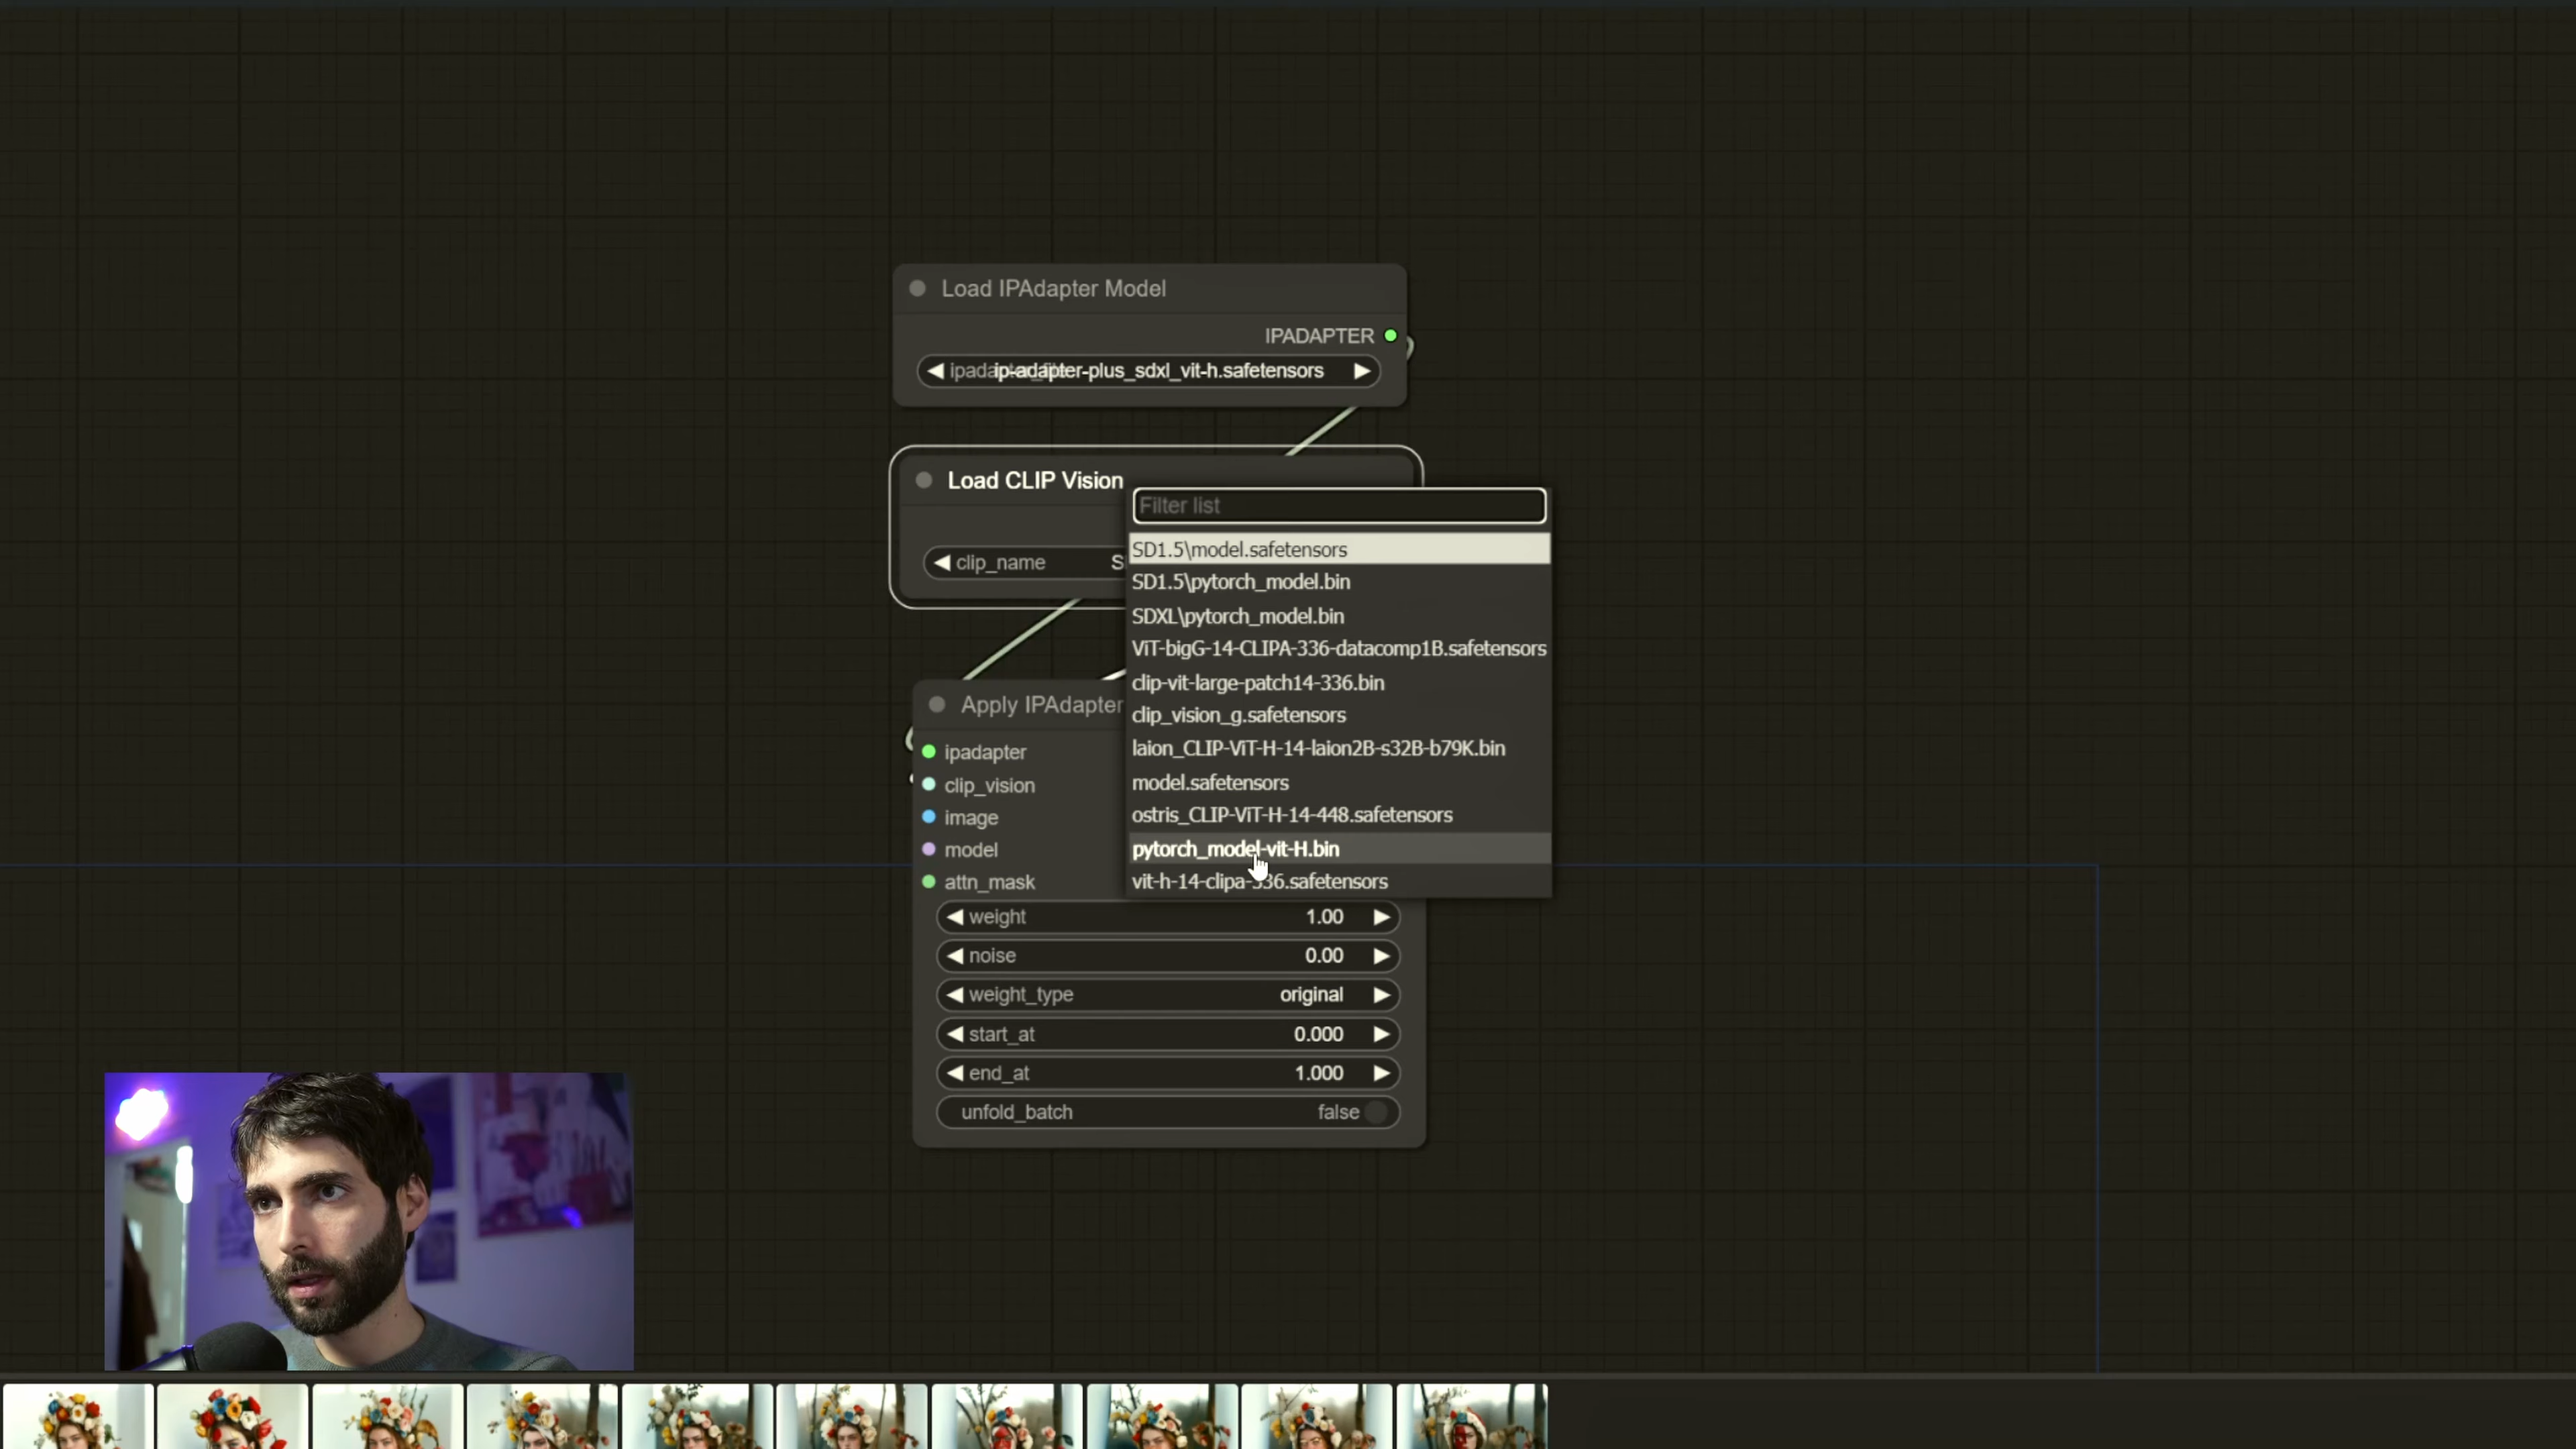 Load IPAdapter Model
IPADAPTER
ip-adapter-plus_sdxl_vit-h.safetensors
Load CLIP Vision
clip_name
Filter list
SD1.5\model.safetensors
SD1.5\pytorch_model.bin
SDXL\pytorch_model.bin
ViT-bigG-14-CLIPA-336-datacomp1B.safetensors
clip-vit-large-patch14-336.bin
clip_vision_g.safetensors
laion_CLIP-ViT-H-14-laion2B-s32B-b79K.bin
model.safetensors
ostris_CLIP-ViT-H-14-448.safetensors
pytorch_model-vit-H.bin
vit-h-14-clipa-336.safetensors
Apply IPAdapter
ipadapter
clip_vision
image
model
attn_mask
weight 1.00
noise 0.00
weight_type original
start_at 0.000
end_at 1.000
unfold_batch false